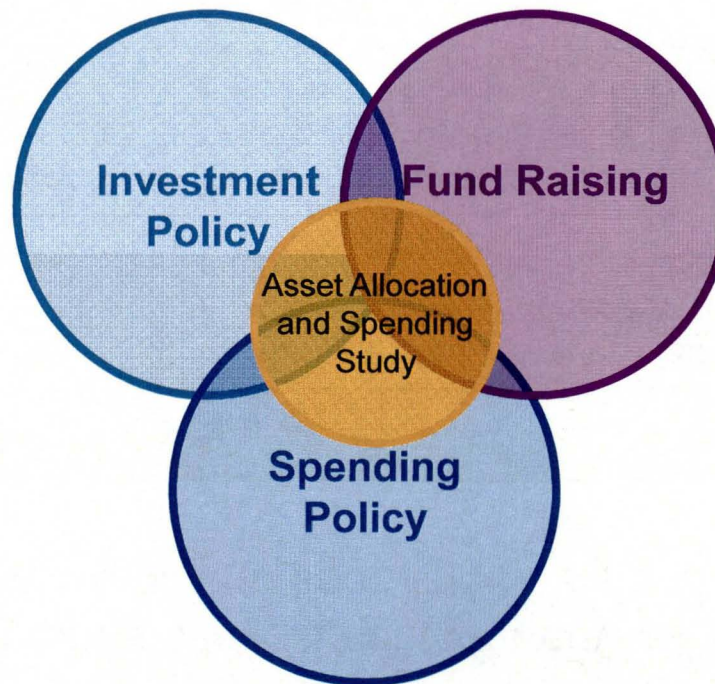 Investment
Policy
Fund Raising
Asset Allocation
and Spending
Study
Spending
Policy